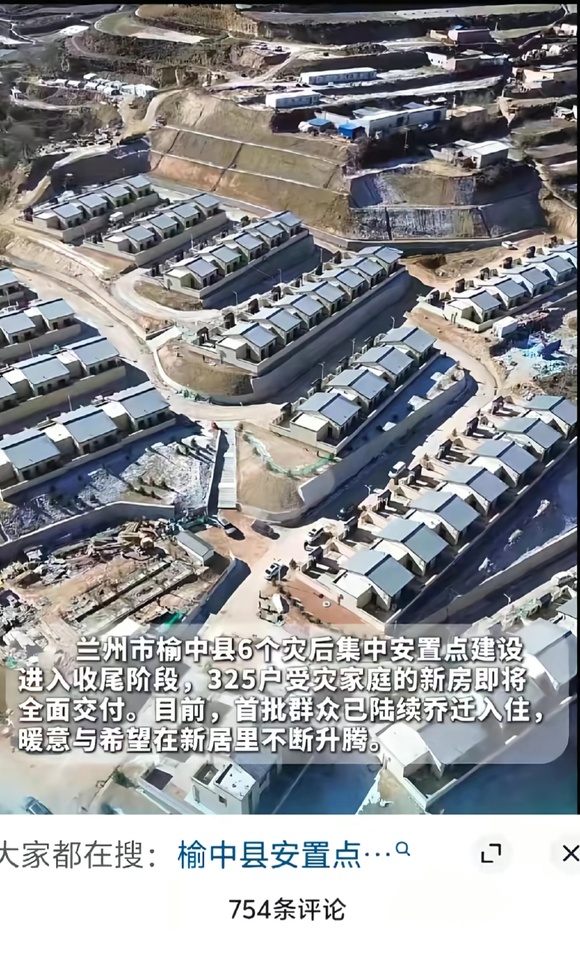 兰州市榆中县6个灾后集中安置点建设
进入收尾阶段，325户受灾家庭的新房即将
全面交付。目前，首批群众已陆续乔迁入住，
暖意与希望在新居里不断升腾。
大家都在搜：榆中县安置点…
754条评论